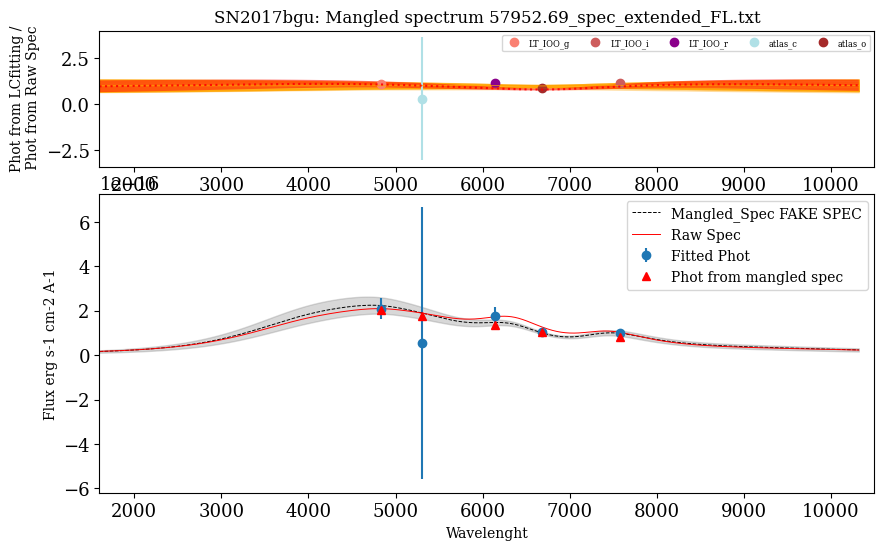 SN2017bgu: Mangled spectrum 57952.69_spec_extended_FL.txt
Phot from LCfitting /
Phot from Raw Spec
2.5
0.0
−2.5
LT_IOO_g
LT_IOO_i
LT_IOO_r
atlas_c
atlas_o
2000
3000
4000
5000
6000
7000
8000
9000
10000
1e−16
Flux erg s-1 cm-2 A-1
6
4
2
0
−2
−4
−6
Mangled_Spec FAKE SPEC
Raw Spec
Fitted Phot
Phot from mangled spec
2000
3000
4000
5000
6000
7000
8000
9000
10000
Wavelenght